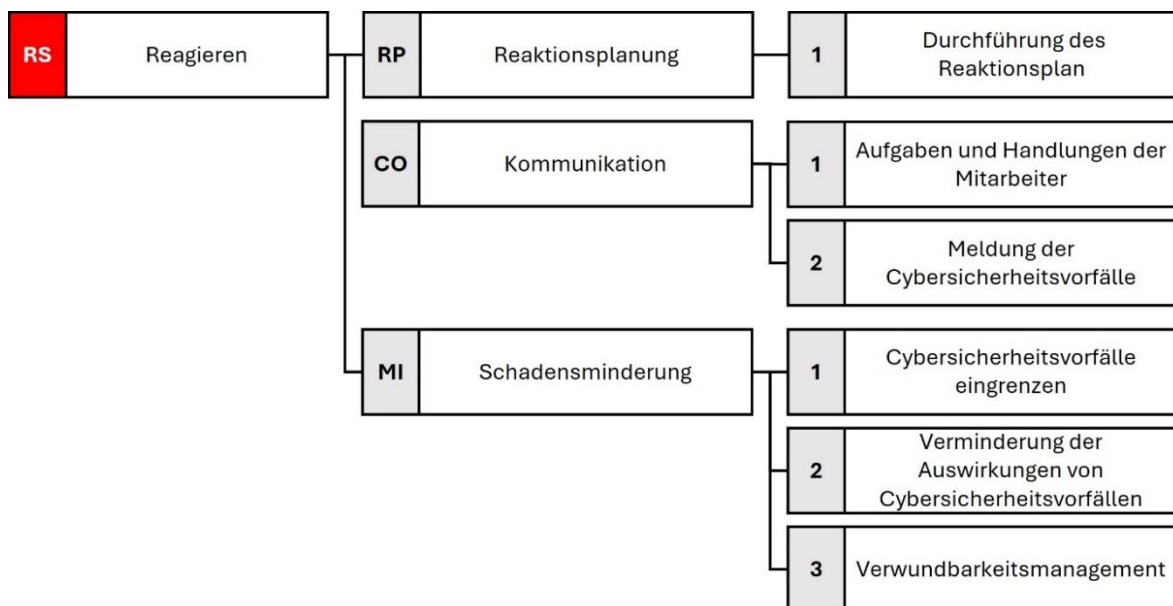 RS
Reagieren
RP
Reaktionsplanung
1
Durchführung des
Reaktionsplan
CO
Kommunikation
1
Aufgaben und Handlungen der
Mitarbeiter
2
Meldung der
Cybersicherheitsvorfälle
MI
Schadensminderung
1
Cybersicherheitsvorfälle
eingrenzen
2
Verminderung der
Auswirkungen von
Cybersicherheitsvorfällen
3
Verwundbarkeitsmanagement